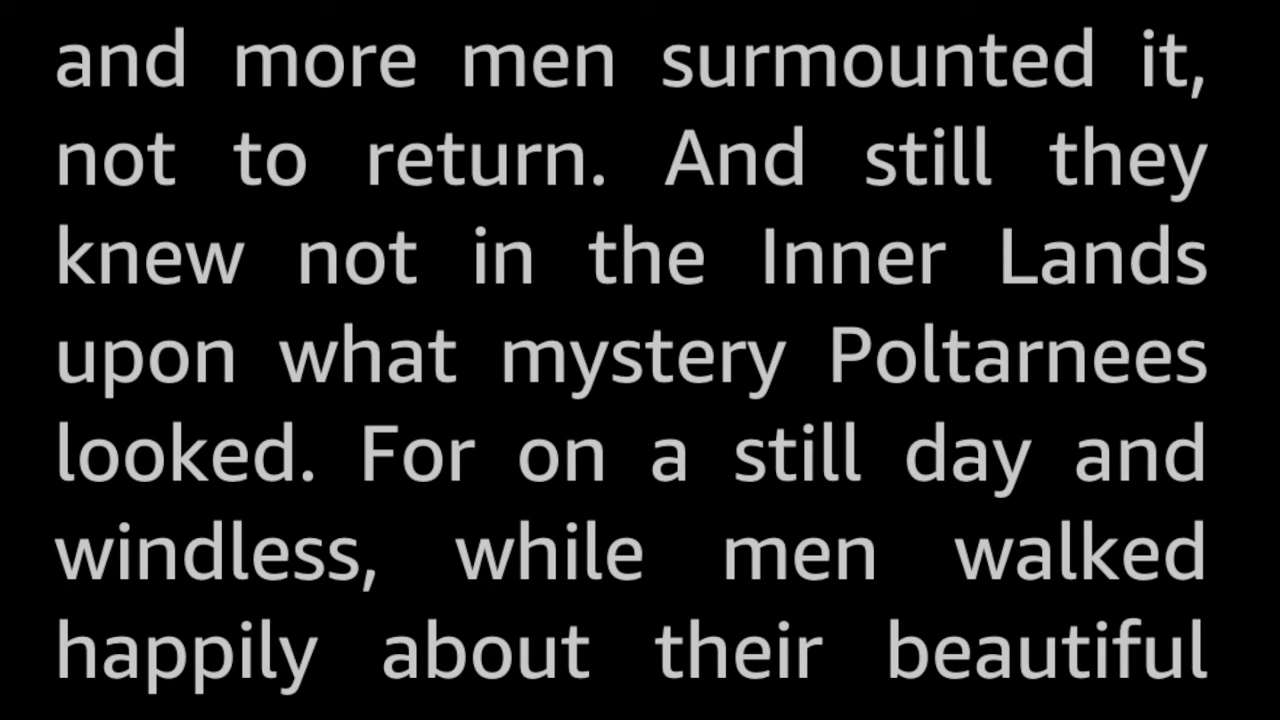 and more men surmounted it,
not to return. And still they
knew not in the Inner Lands
upon what mystery Poltarnees
looked. For on a still day and
windless, while men walked
happily about their beautiful